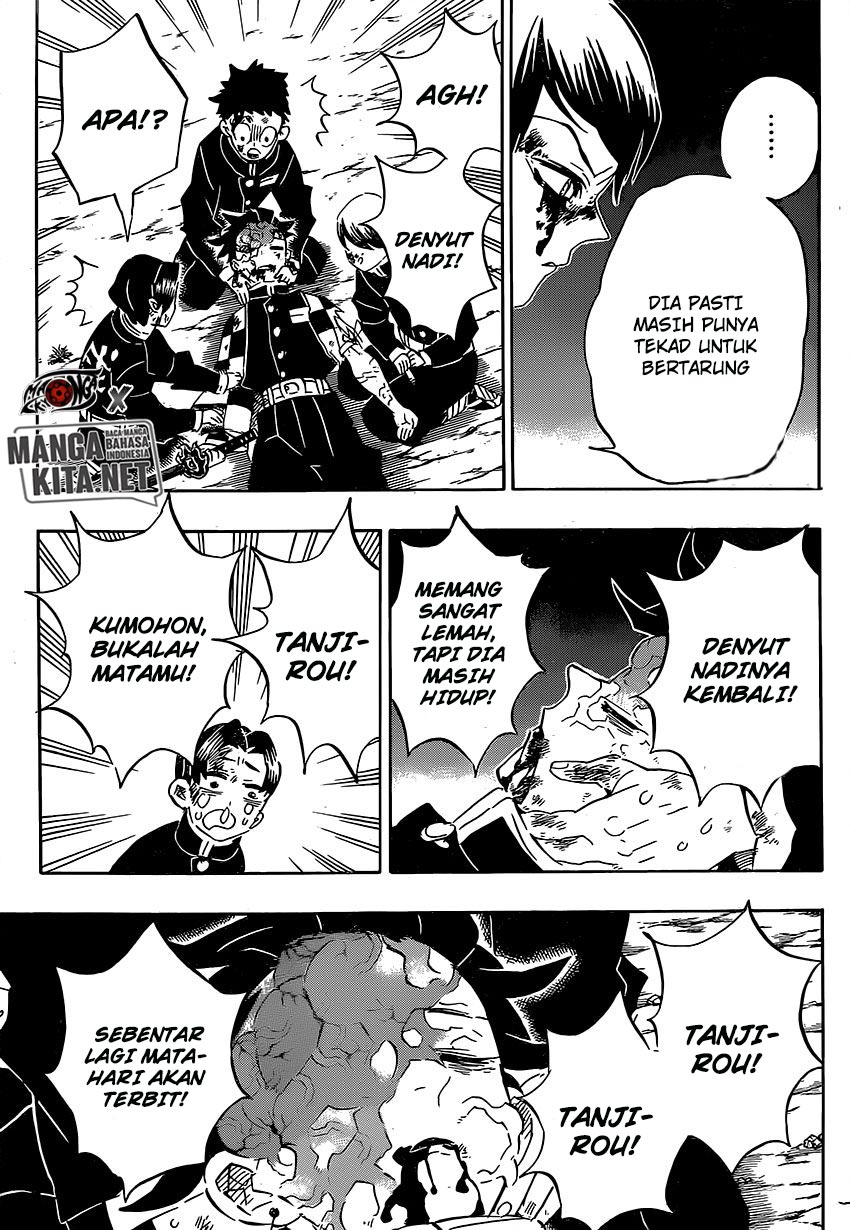 ......
DIA PASTI
MASIH PUNYA
TEKAD UNTUK
BERTARUNG
AGH!
DENYUT
NADI!
APA!?
X
MANGA
KITA.NET
BACA MANGA
BAHASA
INDONESIA
DENYUT
NADINYA
KEMBALI!
MEMANG
SANGAT
LEMAH,
TAPI DIA
MASIH
HIDUP!
TANJI-
ROU!
KUMOHON,
BUKALAH
MATAMU!
TANJI-
ROU!
TANJI-
ROU!
SEBENTAR
LAGI MATA-
HARI AKAN
TERBIT!